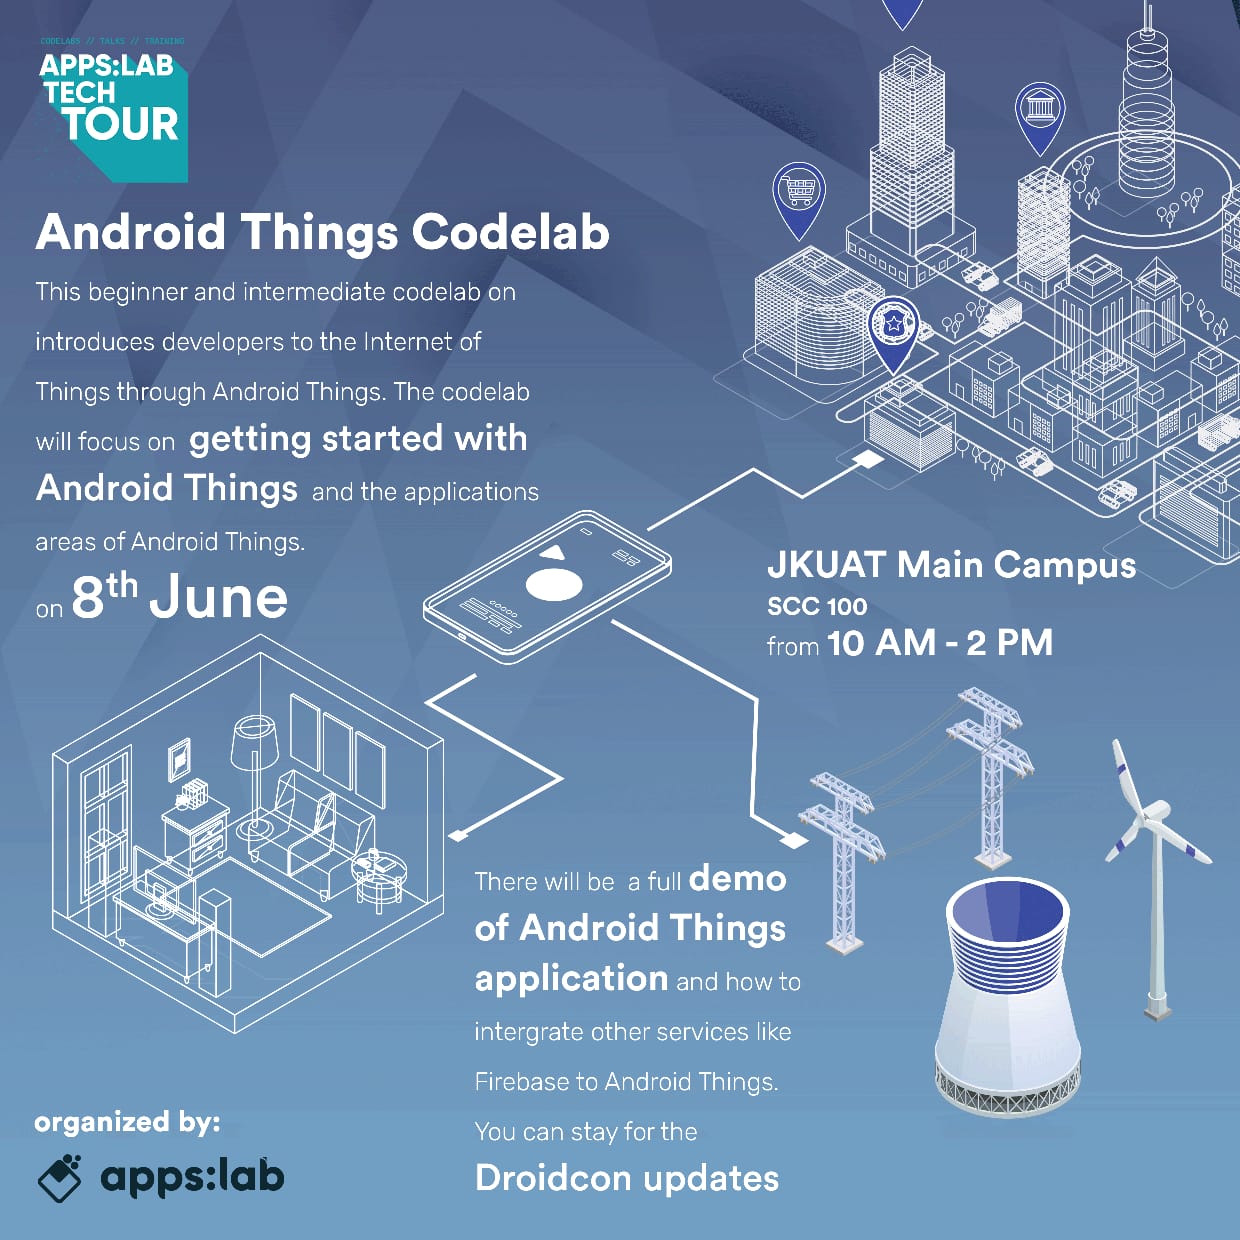 CODELABS // TALKS // TRAINING
APPS:LAB
TECH
TOUR
Android Things Codelab
This beginner and intermediate codelab on
introduces developers to the Internet of
Things through Android Things. The codelab
will focus on getting started with
Android Things and the applications
areas of Android Things.
on 8th June
JKUAT Main Campus
SCC 100
from 10 AM - 2 PM
There will be a full demo
of Android Things
application and how to
intergrate other services like
Firebase to Android Things.
You can stay for the
Droidcon updates
organized by:
apps:lab